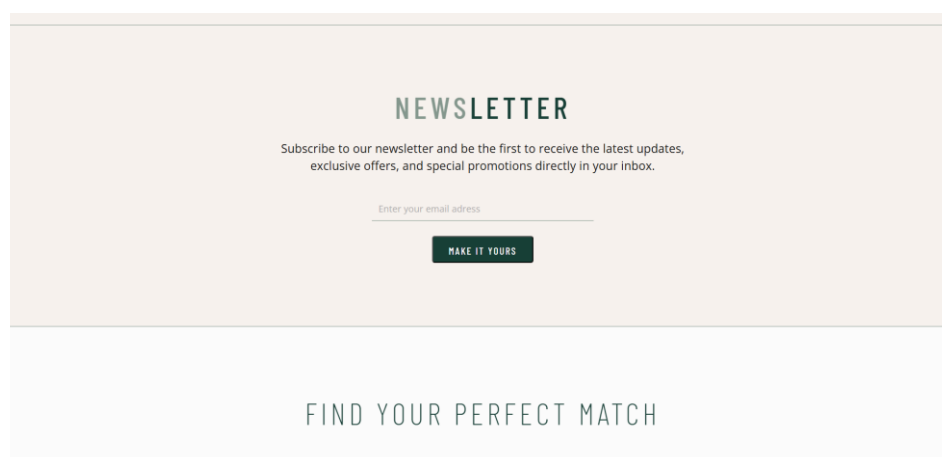 NEWSLETTER
Subscribe to our newsletter and be the first to receive the latest updates,
exclusive offers, and special promotions directly in your inbox.
Enter your email adress
MAKE IT YOURS
FIND YOUR PERFECT MATCH